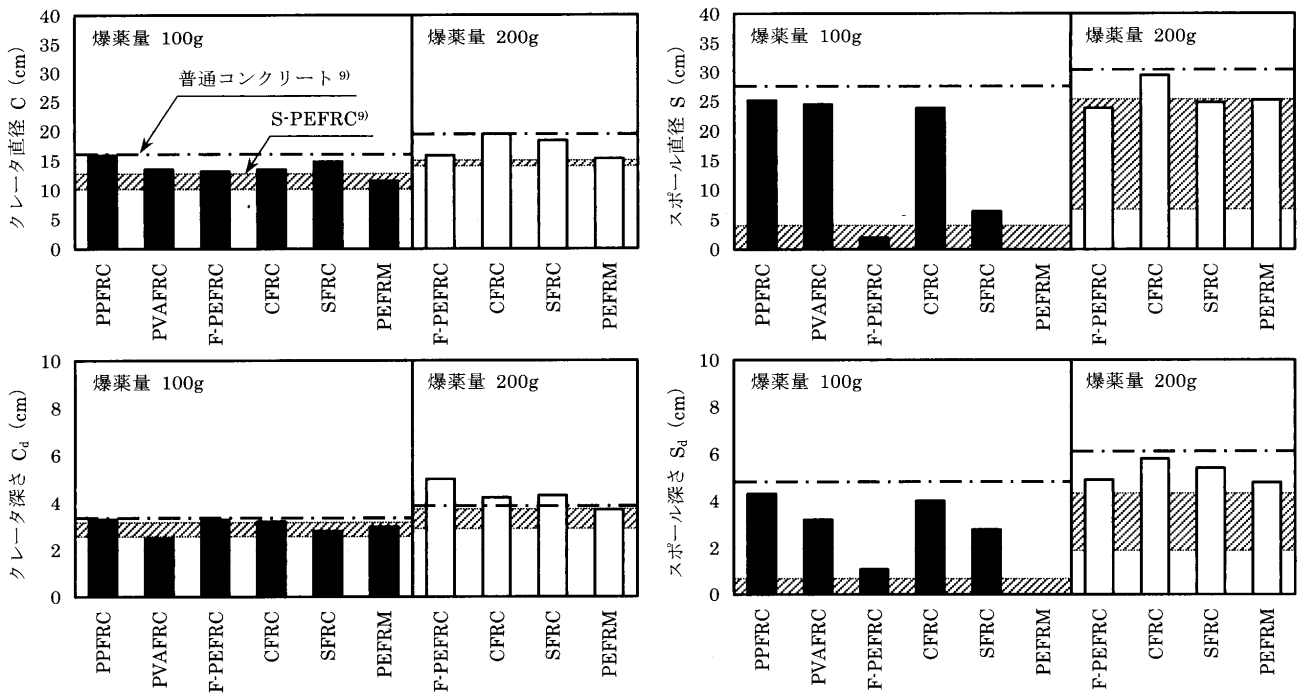 クレータ直径 C (cm)
40
35
30
25
20
15
10
5
0
爆薬量 100g
爆薬量 200g
普通コンクリート 9)
S-PEFRC9)
PPFRC
PVAFRC
F-PEFRC
CFRC
SFRC
PEFRM
F-PEFRC
CFRC
SFRC
PEFRM
スポール直径 S (cm)
40
35
30
25
20
15
10
5
0
爆薬量 100g
爆薬量 200g
PPFRC
PVAFRC
F-PEFRC
CFRC
SFRC
PEFRM
F-PEFRC
CFRC
SFRC
PEFRM
クレータ深さ Cd (cm)
10
8
6
4
2
0
爆薬量 100g
爆薬量 200g
PPFRC
PVAFRC
F-PEFRC
CFRC
SFRC
PEFRM
F-PEFRC
CFRC
SFRC
PEFRM
スポール深さ Sd (cm)
10
8
6
4
2
0
爆薬量 100g
爆薬量 200g
PPFRC
PVAFRC
F-PEFRC
CFRC
SFRC
PEFRM
F-PEFRC
CFRC
SFRC
PEFRM